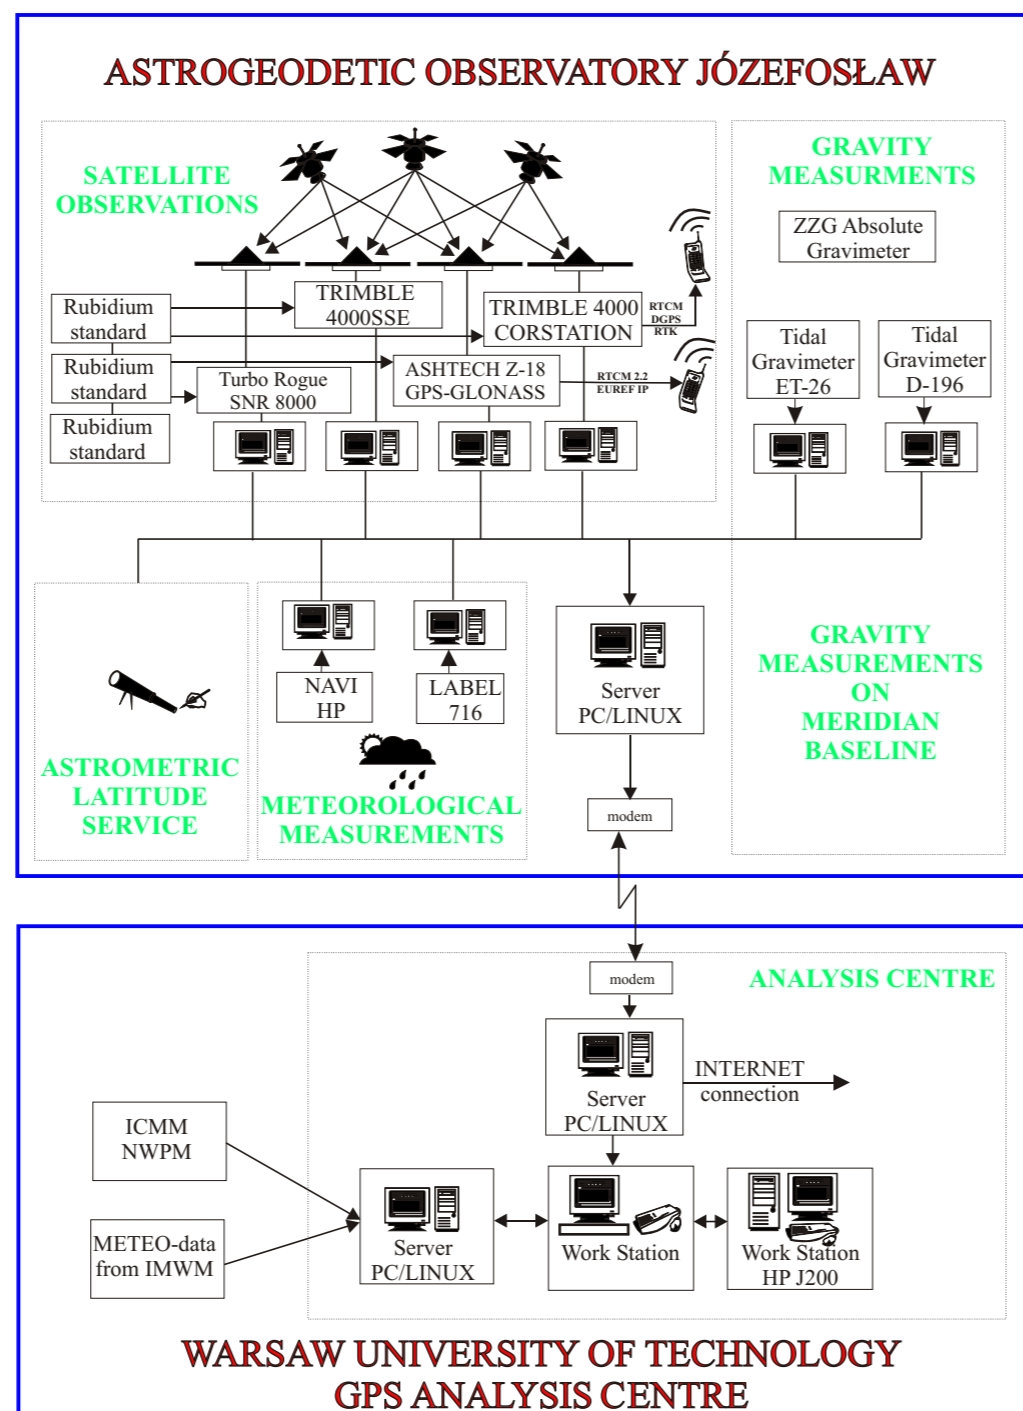 ASTROGEODETIC OBSERVATORY JÓZEFOSŁAW
SATELLITE
OBSERVATIONS
GRAVITY
MEASURMENTS
ZZG Absolute
Gravimeter
Rubidium
standard
TRIMBLE
4000SSE
TRIMBLE 4000
CORSTATION
RTCM
DGPS
RTK
Rubidium
standard
Turbo Rogue
SNR 8000
ASHTECH Z-18
GPS-GLONASS
RTCM 2.2
EUREF IP
Rubidium
standard
Tidal
Gravimeter
ET-26
Tidal
Gravimeter
D-196
NAVI
HP
LABEL
716
Server
PC/LINUX
GRAVITY
MEASUREMENTS
ON
MERIDIAN
BASELINE
ASTROMETRIC
LATITUDE
SERVICE
METEOROLOGICAL
MEASUREMENTS
modem
modem
ANALYSIS CENTRE
Server
PC/LINUX
INTERNET
connection
ICMM
NWPM
METEO-data
from IMWM
Server
PC/LINUX
Work Station
Work Station
HP J200
WARSAW UNIVERSITY OF TECHNOLOGY
GPS ANALYSIS CENTRE